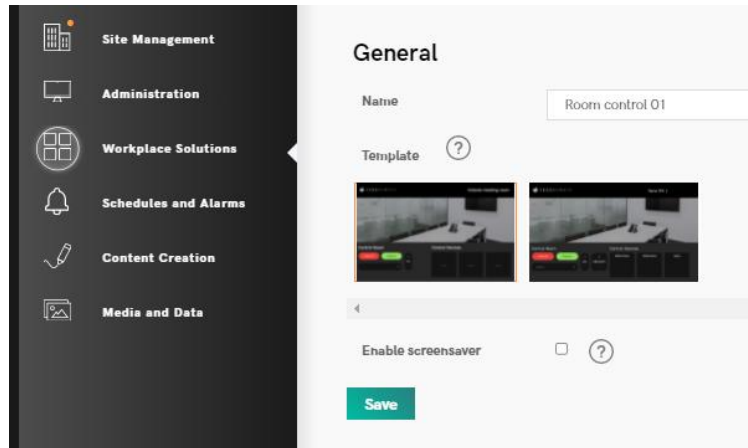 Site Management
Administration
Workplace Solutions
Schedules and Alarms
Content Creation
Media and Data
General
Name
Room control 01
Template
?
Enable screensaver
?
Save